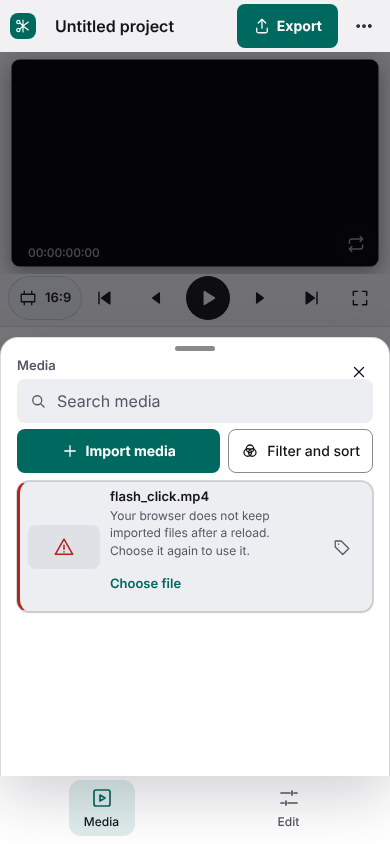 Untitled project
Export
00:00:00:00
16:9
Media
Search media
Import media
Filter and sort
flash_click.mp4
Your browser does not keep
imported files after a reload.
Choose it again to use it.
Choose file
Media
Edit